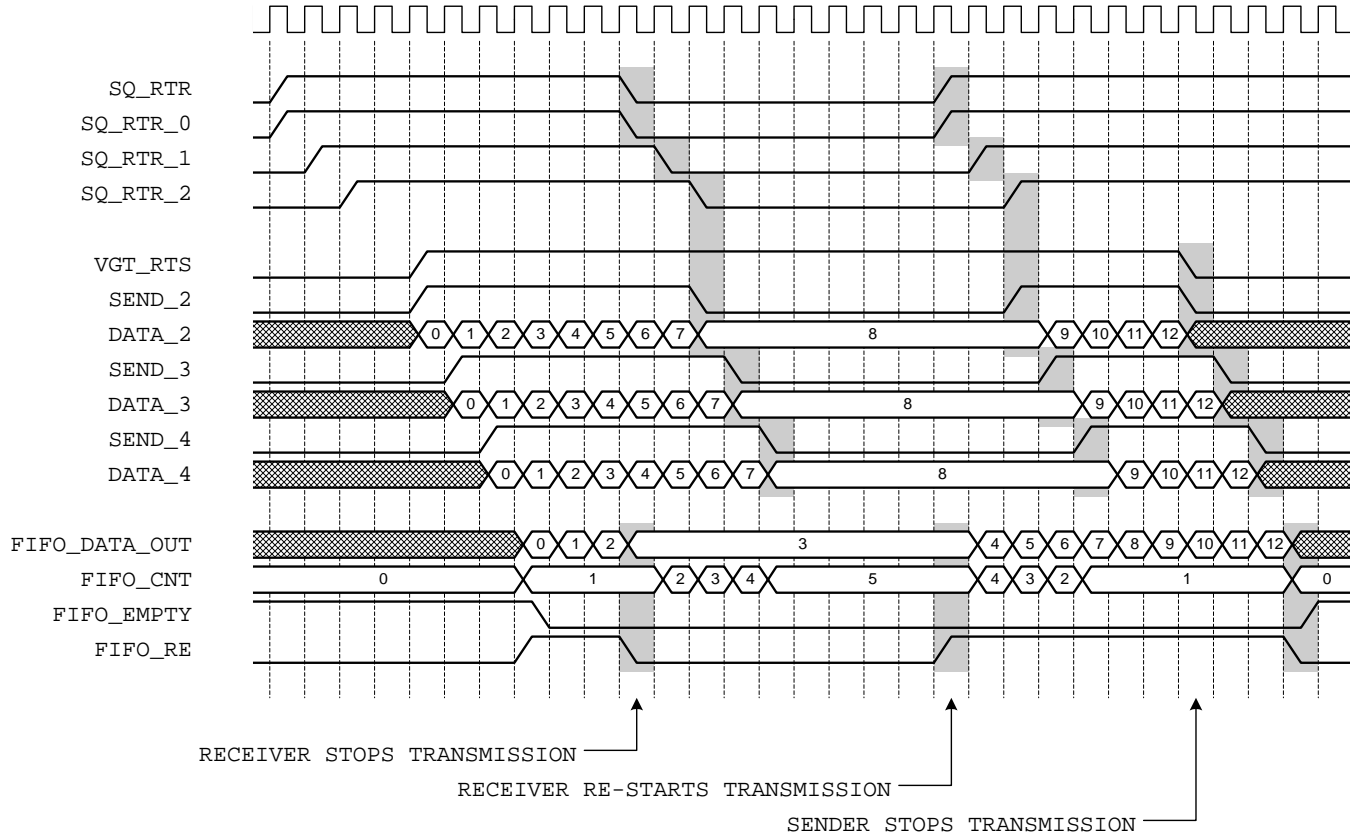 SQ_RTR
SQ_RTR_0
SQ_RTR_1
SQ_RTR_2
VGT_RTS
SEND_2
DATA_2 0 1 2 3 4 5 6 7 8 9 10 11 12
SEND_3
DATA_3 0 1 2 3 4 5 6 7 8 9 10 11 12
SEND_4
DATA_4 0 1 2 3 4 5 6 7 8 9 10 11 12
FIFO_DATA_OUT 0 1 2 3 4 5 6 7 8 9 10 11 12
FIFO_CNT 0 1 2 3 4 5 4 3 2 1 0
FIFO_EMPTY
FIFO_RE
RECEIVER STOPS TRANSMISSION
RECEIVER RE-STARTS TRANSMISSION
SENDER STOPS TRANSMISSION